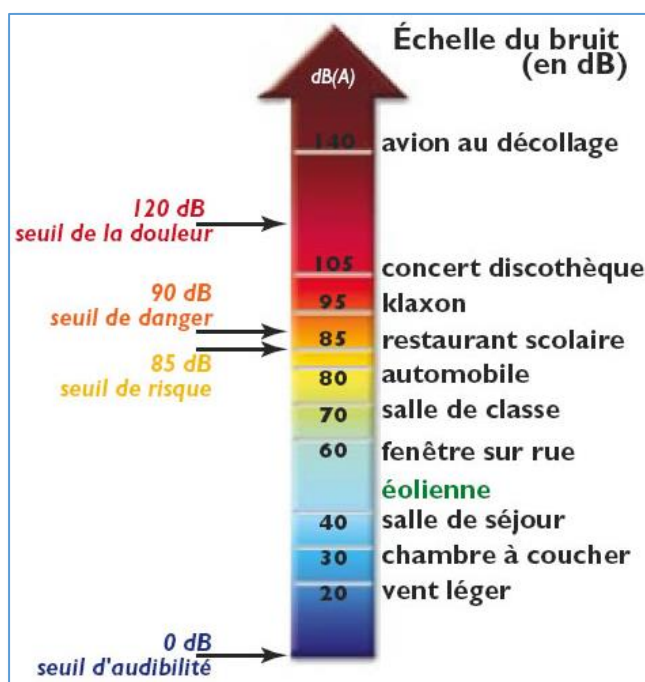 Échelle du bruit
(en dB)
dB(A)
140 avion au décollage
120 dB
seuil de la douleur
105 concert discothèque
95 klaxon
90 dB
seuil de danger
85 restaurant scolaire
85 dB
seuil de risque
80 automobile
70 salle de classe
60 fenêtre sur rue
éolienne
40 salle de séjour
30 chambre à coucher
20 vent léger
0 dB
seuil d'audibilité